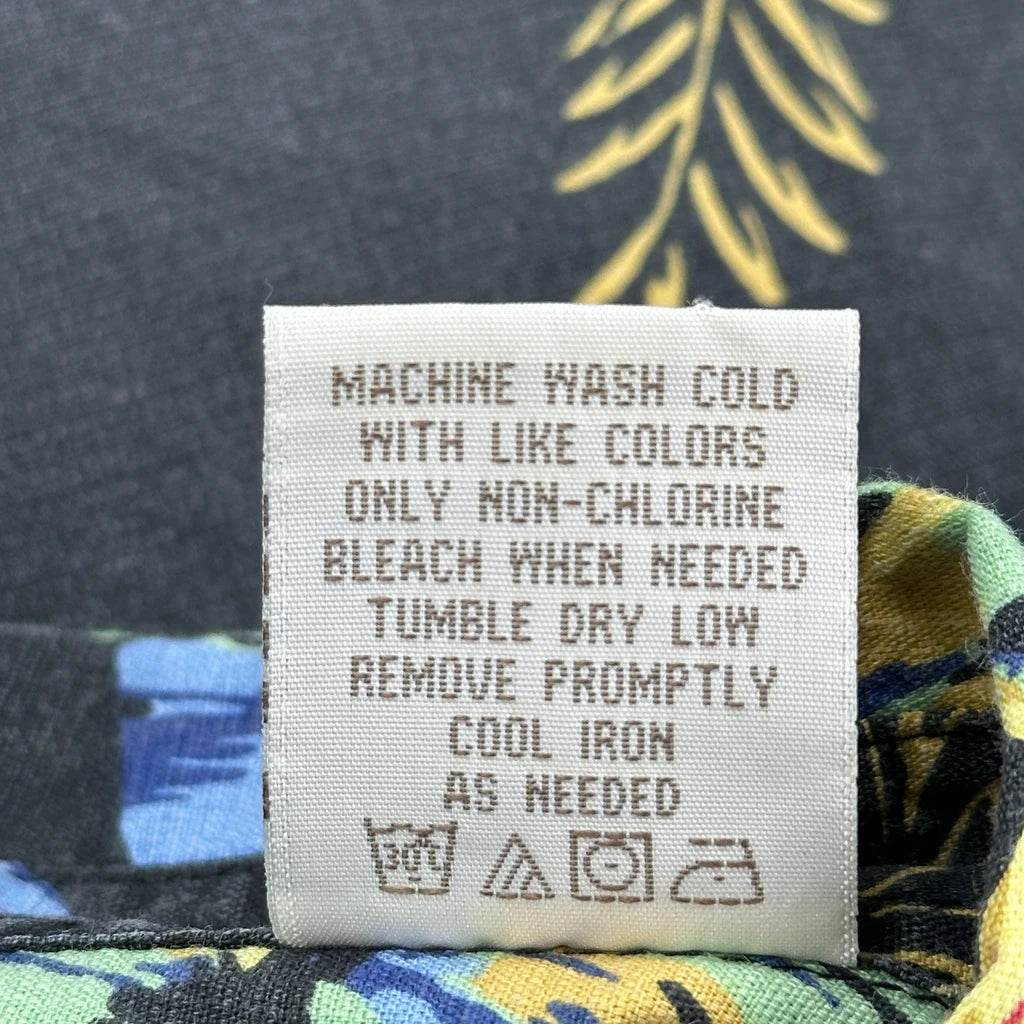 MACHINE WASH COLD
WITH LIKE COLORS
ONLY NON-CHLORINE
BLEACH WHEN NEEDED
TUMBLE DRY LOW
REMOVE PROMPTLY
COOL IRON
AS NEEDED
30°C